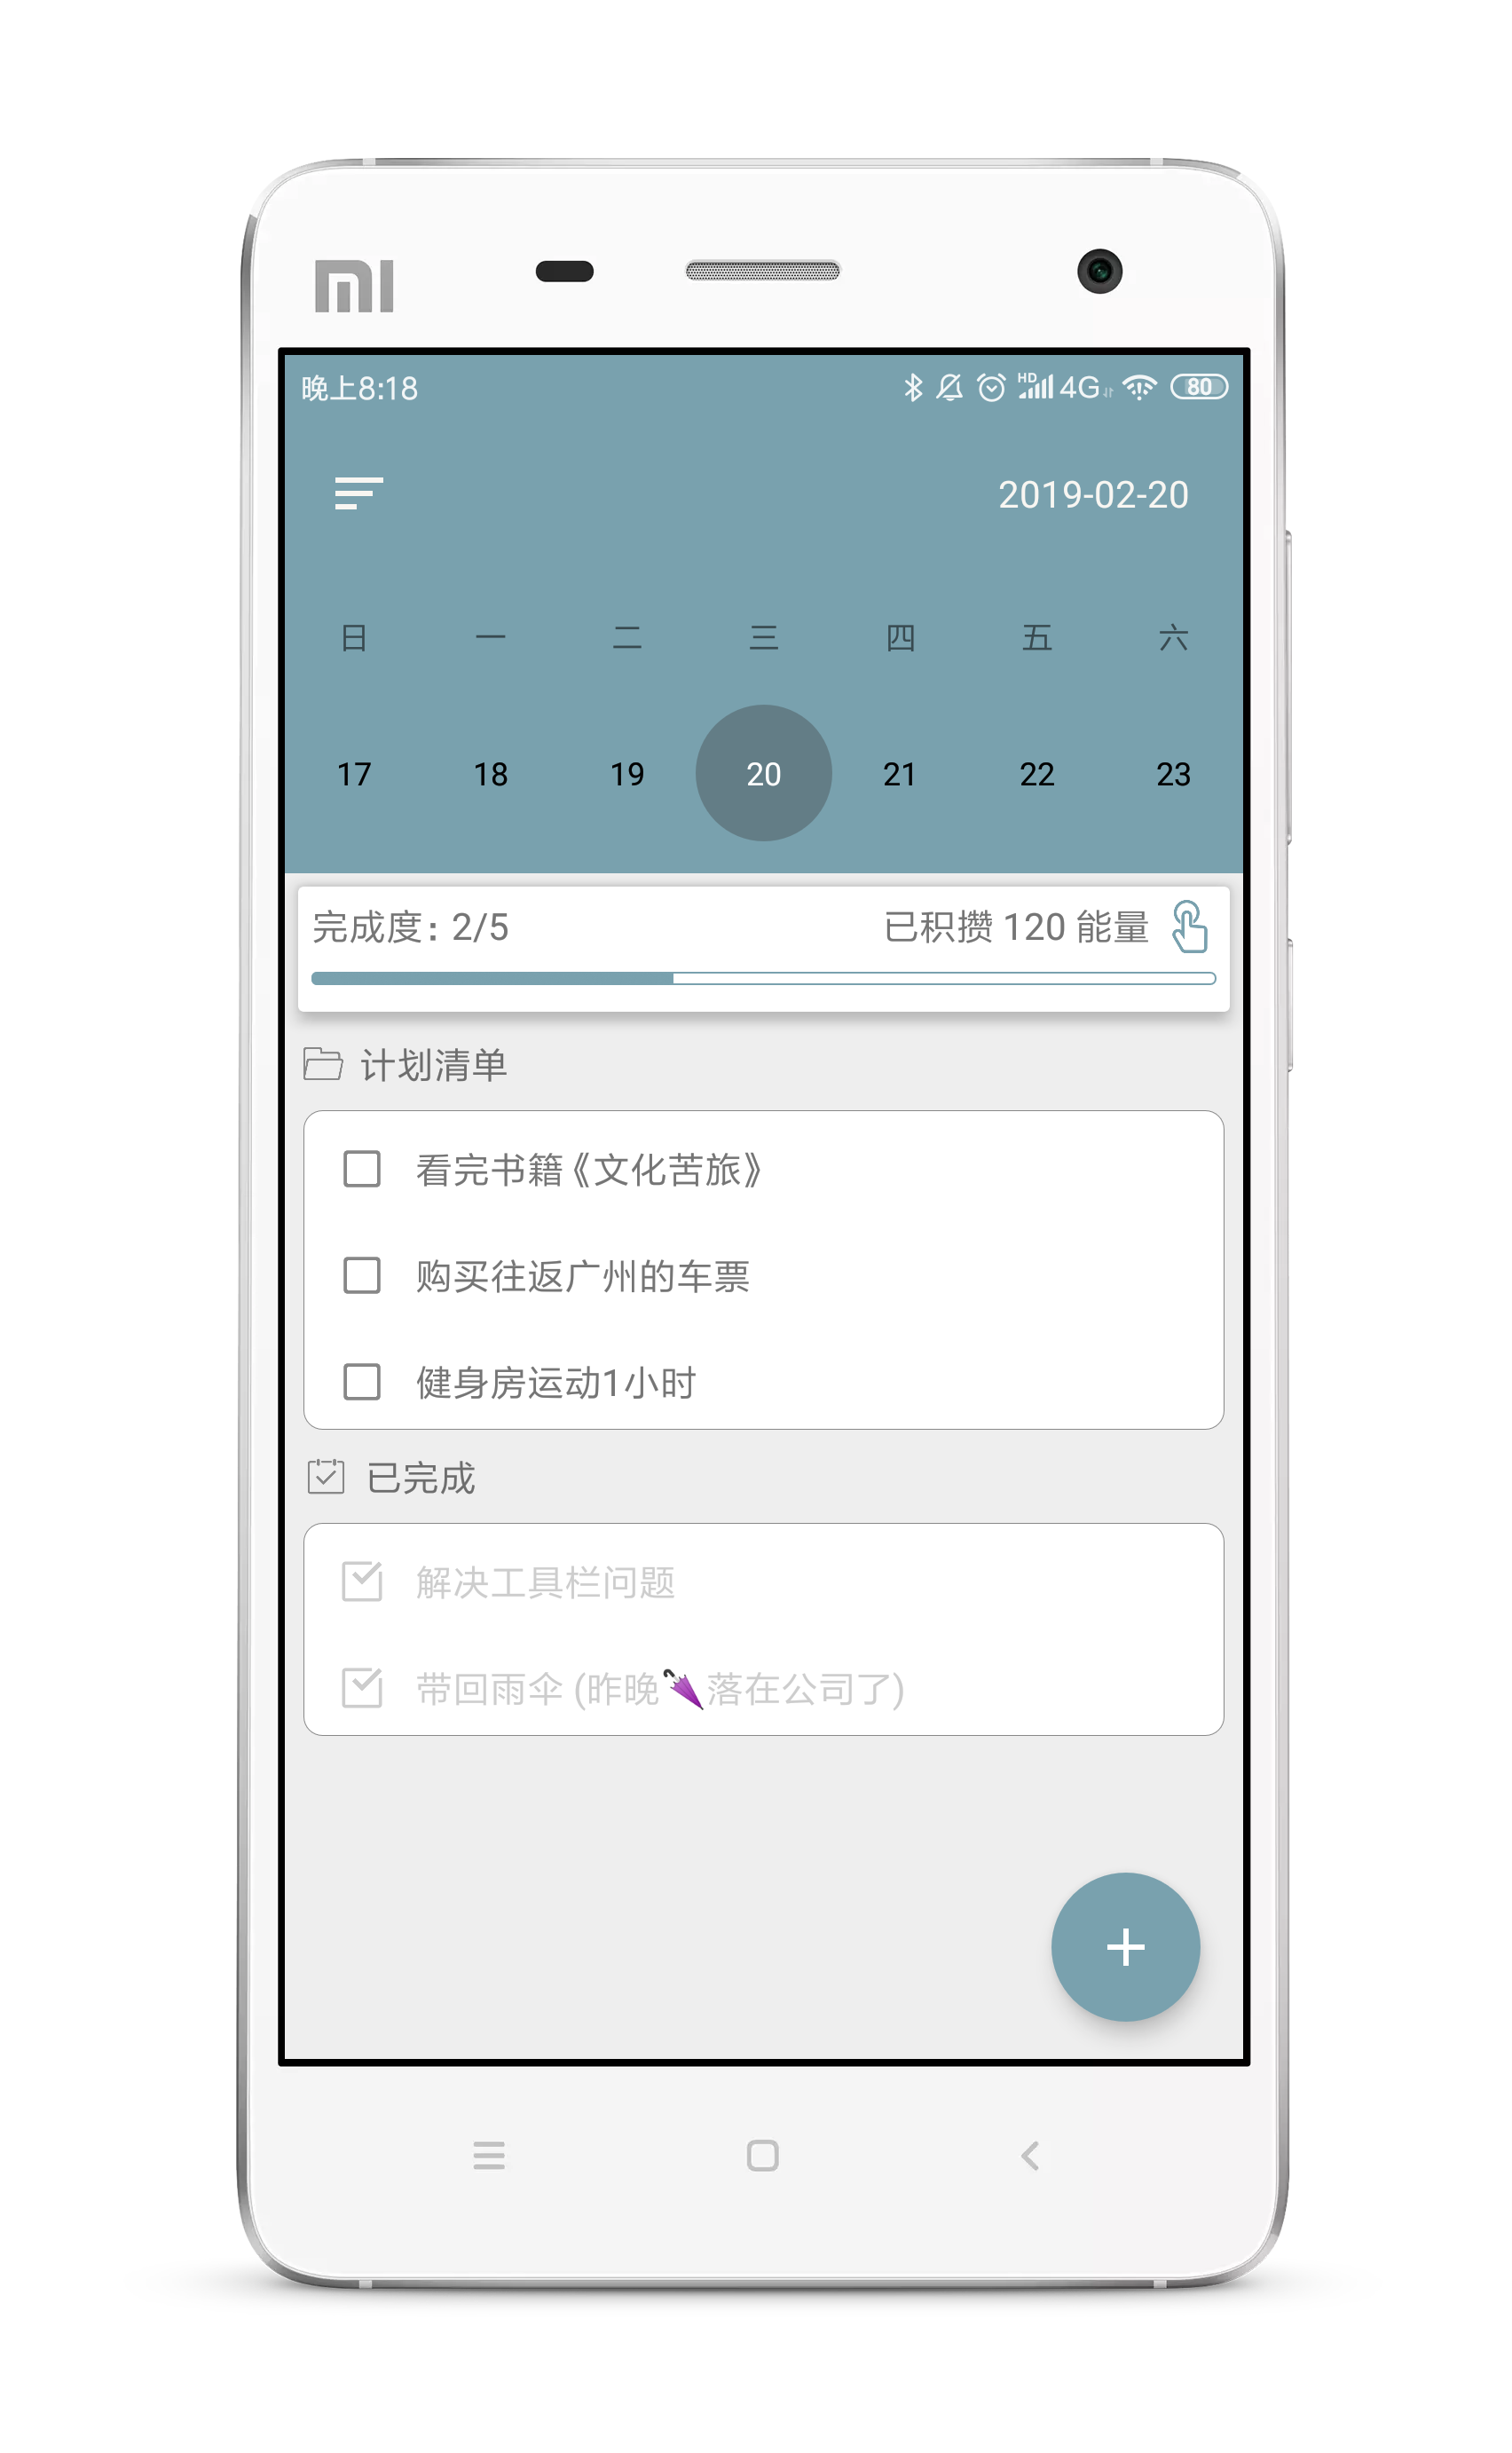 MI
晚上8:18 HD 4G 80
2019-02-20
日 一 二 三 四 五 六
17 18 19 20 21 22 23
完成度: 2/5 已积攒 120 能量
计划清单
看完书籍《文化苦旅》
购买往返广州的车票
健身房运动1小时
已完成
解决工具栏问题
带回雨伞 (昨晚🌂落在公司了)
+